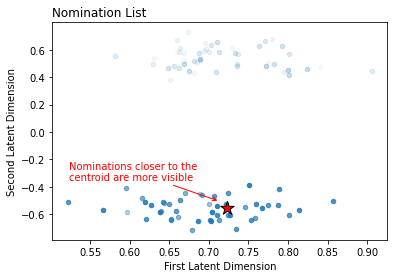 Nomination List
Second Latent Dimension
0.6
0.4
0.2
0.0
−0.2
−0.4
−0.6
Nominations closer to the
centroid are more visible
0.55 0.60 0.65 0.70 0.75 0.80 0.85 0.90
First Latent Dimension